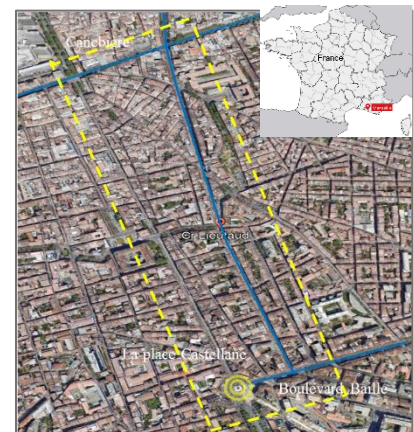 Canebière
France
Marseille
Cr Lieutaud
La place Castellane
Boulevard Baille